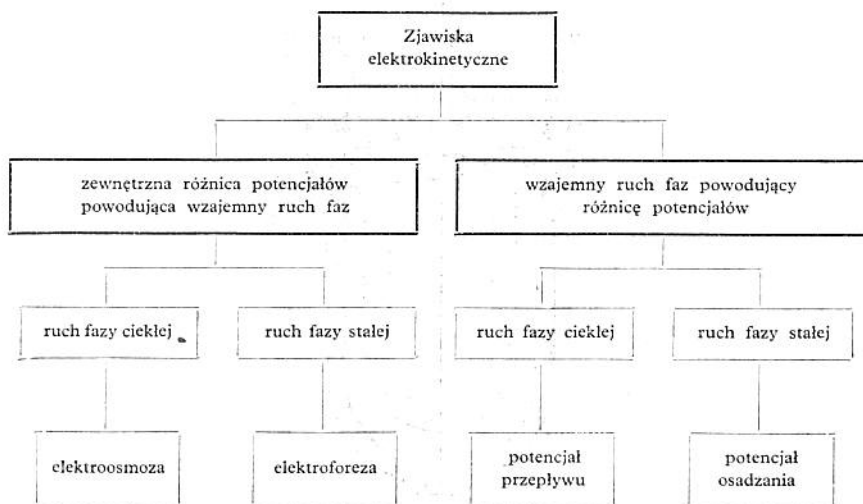 Zjawiska
elektrokinetyczne
zewnętrzna różnica potencjałów
powodująca wzajemny ruch faz
wzajemny ruch faz powodujący
różnicę potencjałów
ruch fazy ciekłej
ruch fazy stałej
ruch fazy ciekłej
ruch fazy stałej
elektroosmoza
elektroforeza
potencjał
przepływu
potencjał
osadzania